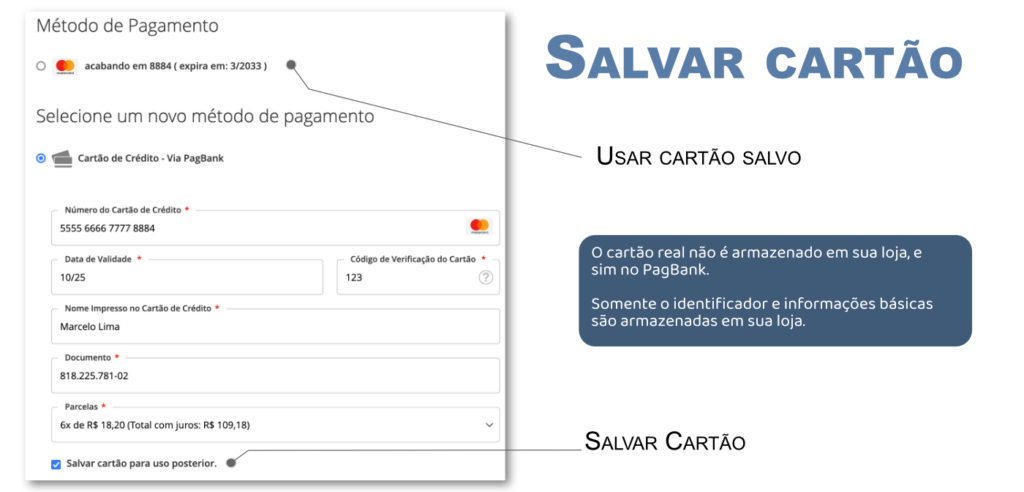 Método de Pagamento
acabando em 8884 ( expira em: 3/2033 )
Selecione um novo método de pagamento
Cartão de Crédito - Via PagBank
Número do Cartão de Crédito *
5555 6666 7777 8884
Data de Validade *
10/25
Código de Verificação do Cartão *
123
?
Nome Impresso no Cartão de Crédito *
Marcelo Lima
Documento *
818.225.781-02
Parcelas *
6x de R$ 18,20 (Total com juros: R$ 109,18)
Salvar cartão para uso posterior.
SALVAR CARTÃO
USAR CARTÃO SALVO
O cartão real não é armazenado em sua loja, e
sim no PagBank.
Somente o identificador e informações básicas
são armazenadas em sua loja.
SALVAR CARTÃO